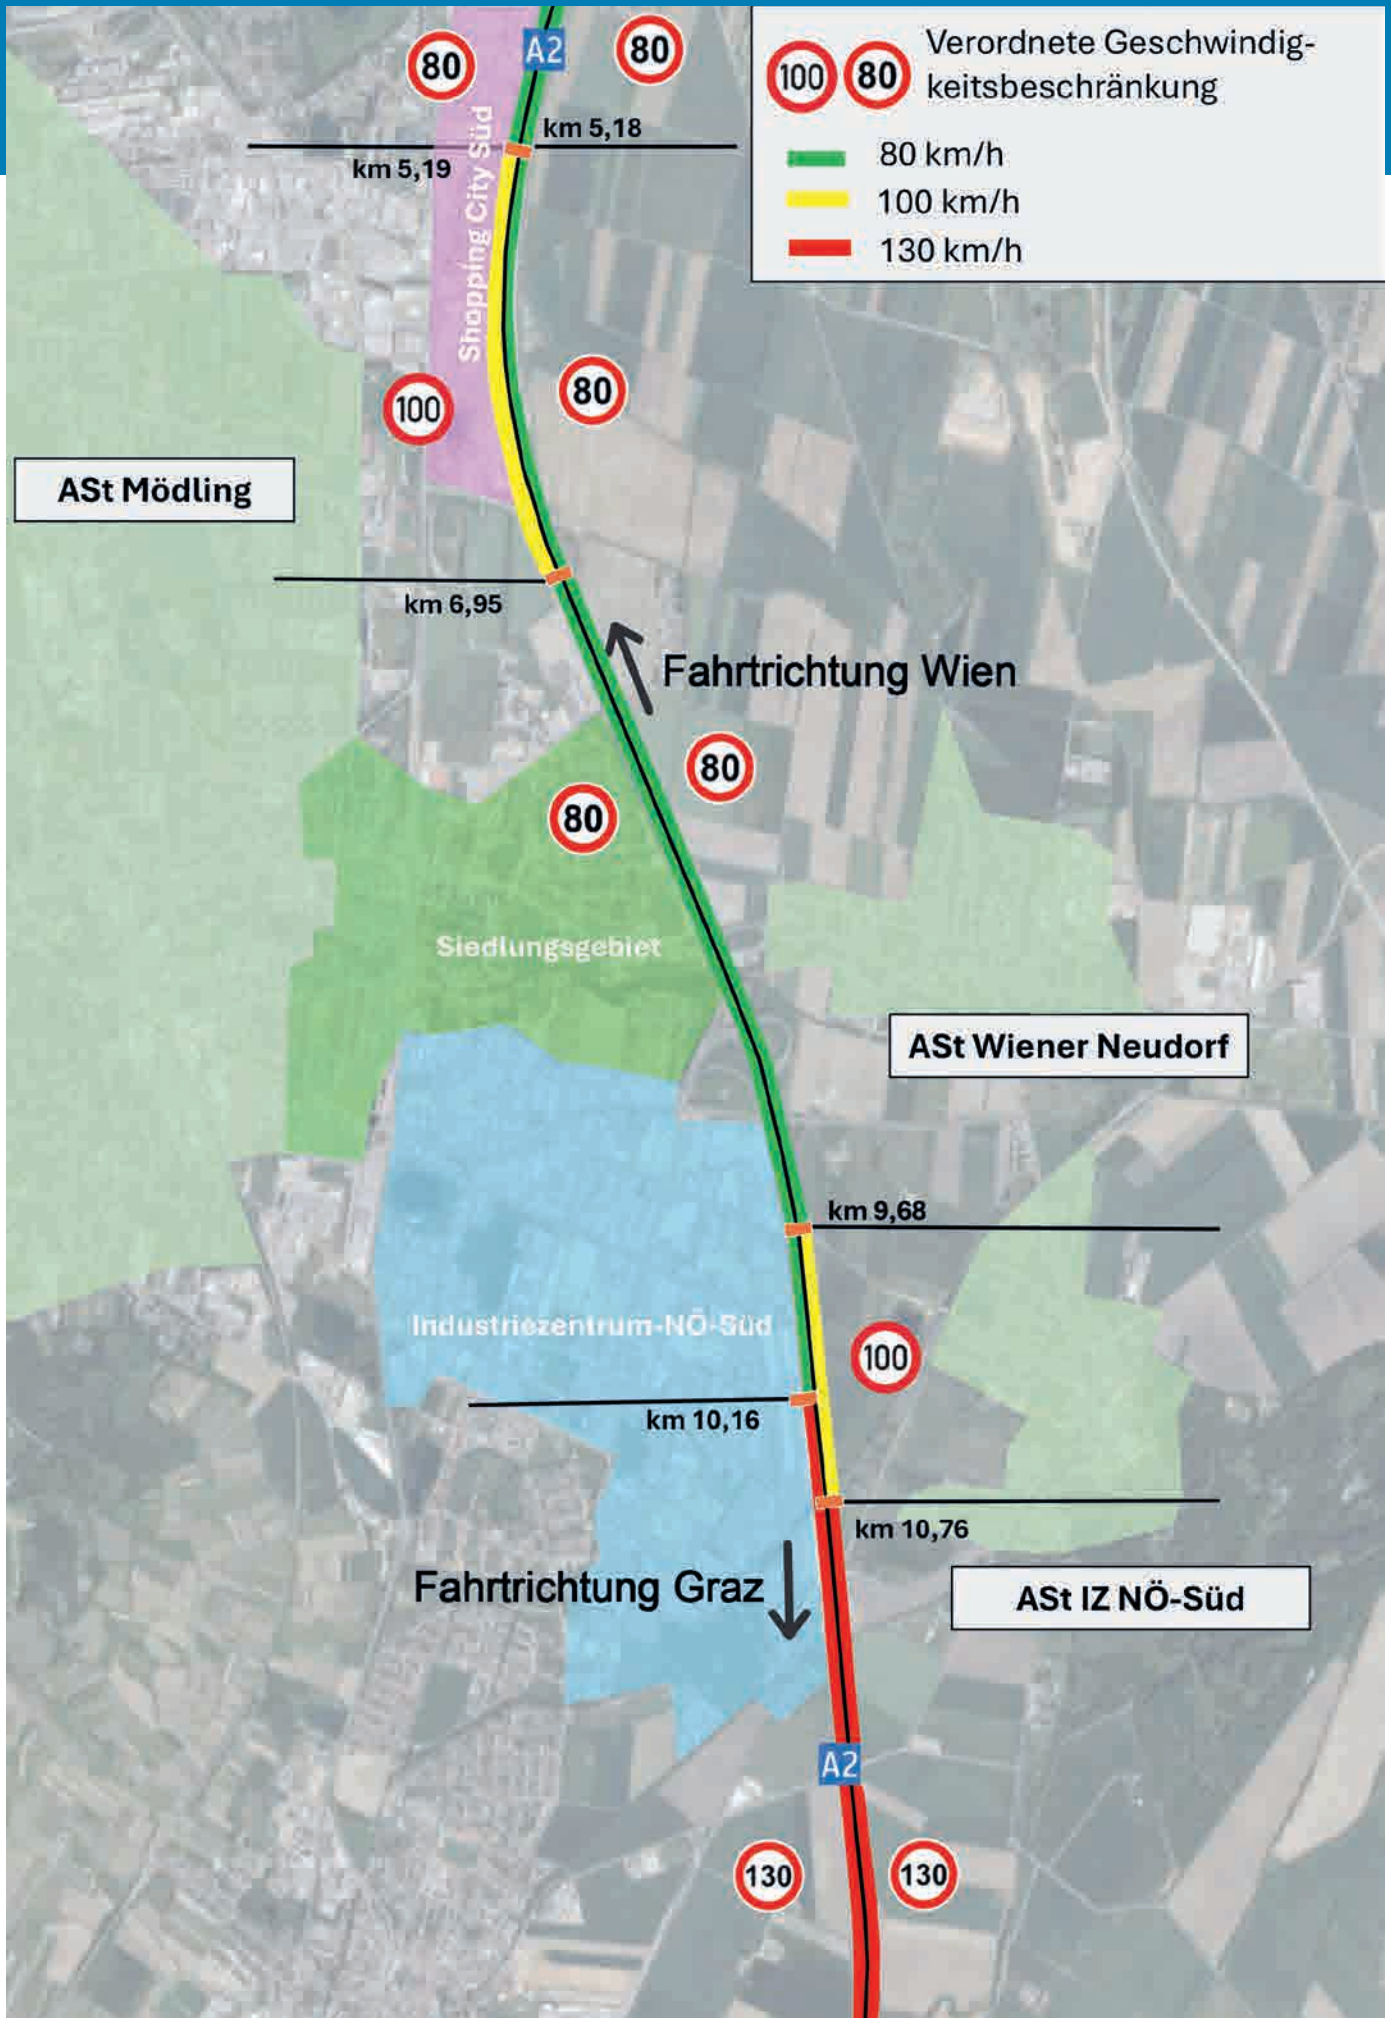 80
A2
80
Verordnete Geschwindig-
keitsbeschränkung
100
80
80 km/h
100 km/h
130 km/h
km 5,18
km 5,19
Shopping City Süd
80
100
ASt Mödling
km 6,95
Fahrtrichtung Wien
80
80
Siedlungsgebiet
ASt Wiener Neudorf
km 9,68
Industriezentrum-NÖ-Süd
100
km 10,16
km 10,76
Fahrtrichtung Graz
ASt IZ NÖ-Süd
A2
130
130